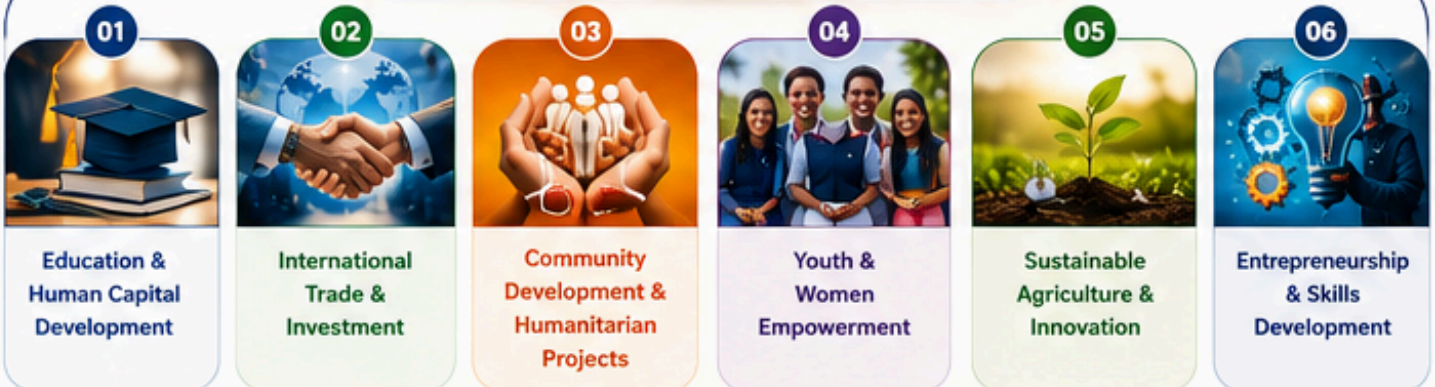 01
Education &
Human Capital
Development
02
International
Trade &
Investment
03
Community
Development &
Humanitarian
Projects
04
Youth &
Women
Empowerment
05
Sustainable
Agriculture &
Innovation
06
Entrepreneurship
& Skills
Development